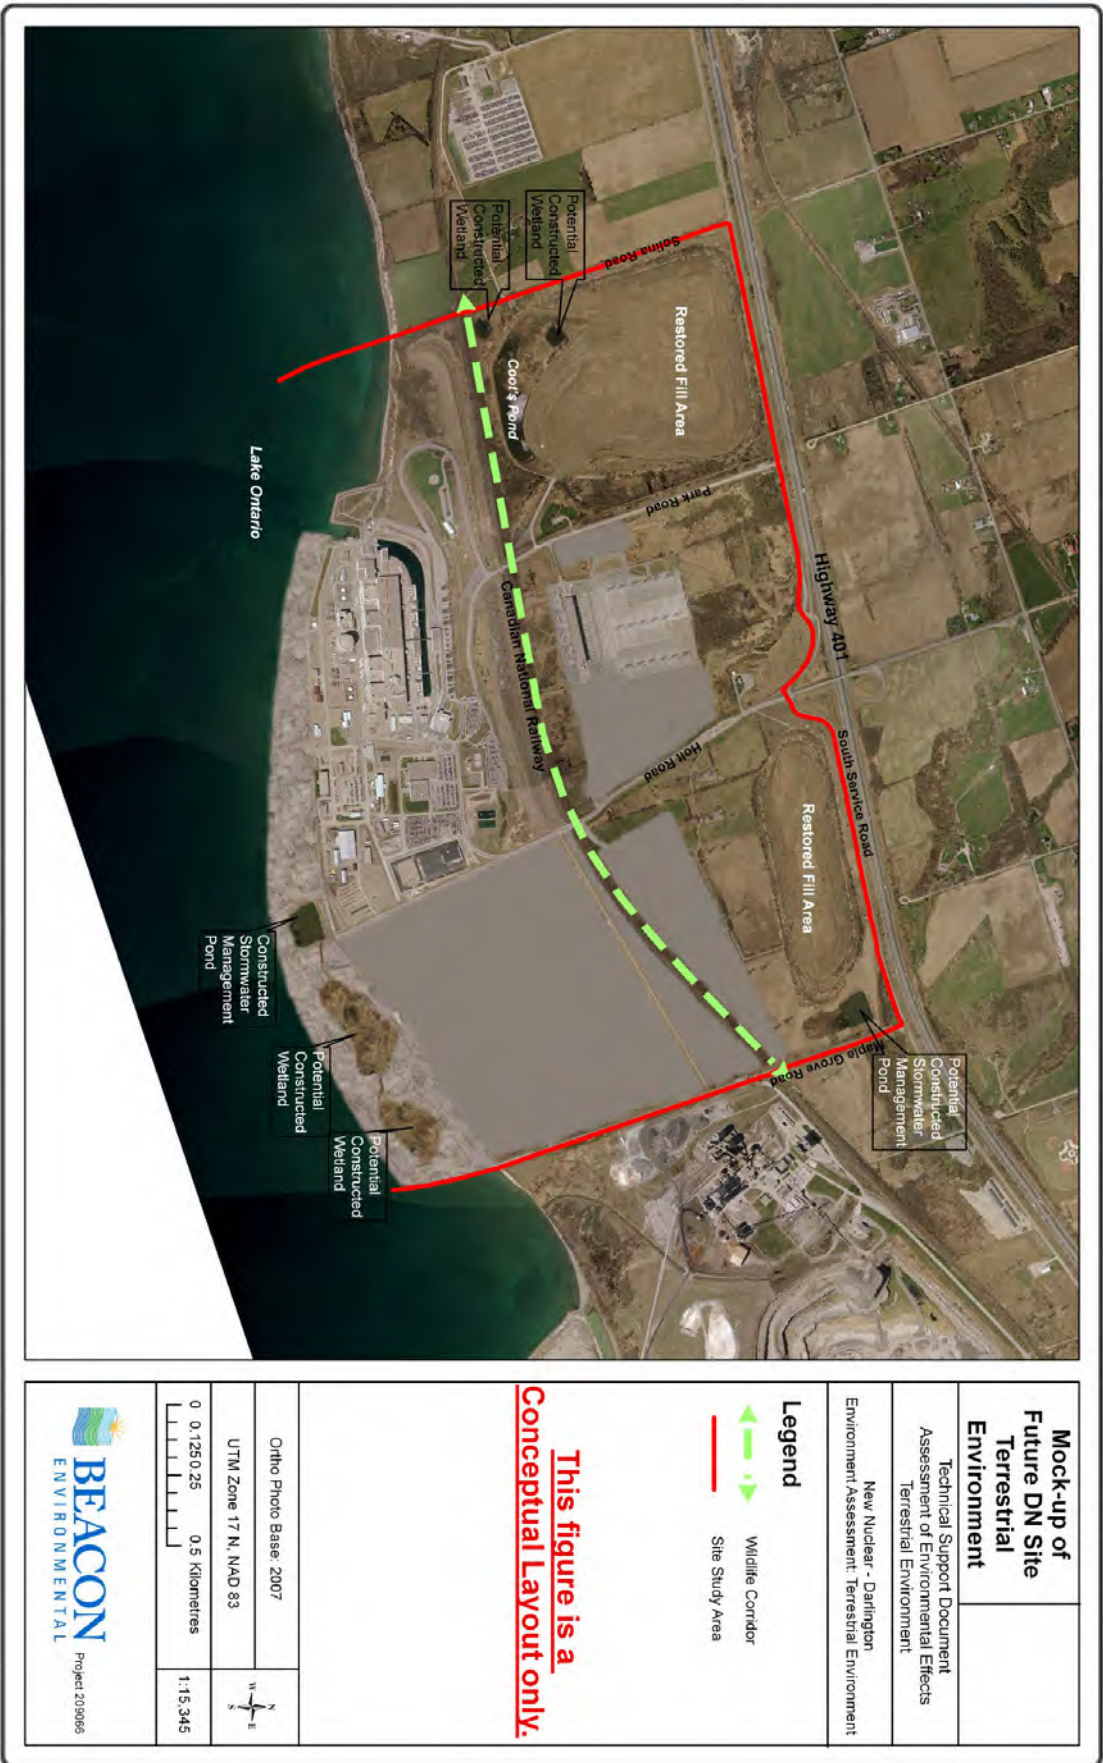 Potential
Constructed
Wetland
Potential
Constructed
Wetland
Solina Road
Restored Fill Area
Coot's Pond
Lake Ontario
Park Road
Highway 401
Canadian National Railway
Holt Road
South Service Road
Restored Fill Area
Maple Grove Road
Potential
Constructed
Stormwater
Management
Pond
Constructed
Stormwater
Management
Pond
Potential
Constructed
Wetland
Potential
Constructed
Wetland
Mock-up of
Future DN Site
Terrestrial
Environment
Technical Support Document
Assessment of Environmental Effects
Terrestrial Environment
New Nuclear - Darlington
Environment Assessment: Terrestrial Environment
Legend
Wildlife Corridor
Site Study Area
This figure is a
Conceptual Layout only.
Ortho Photo Base: 2007
UTM Zone 17 N, NAD 83
N
W E
S
0 0.125 0.25 0.5 Kilometres
1:15,345
BEACON
ENVIRONMENTAL
Project 209066